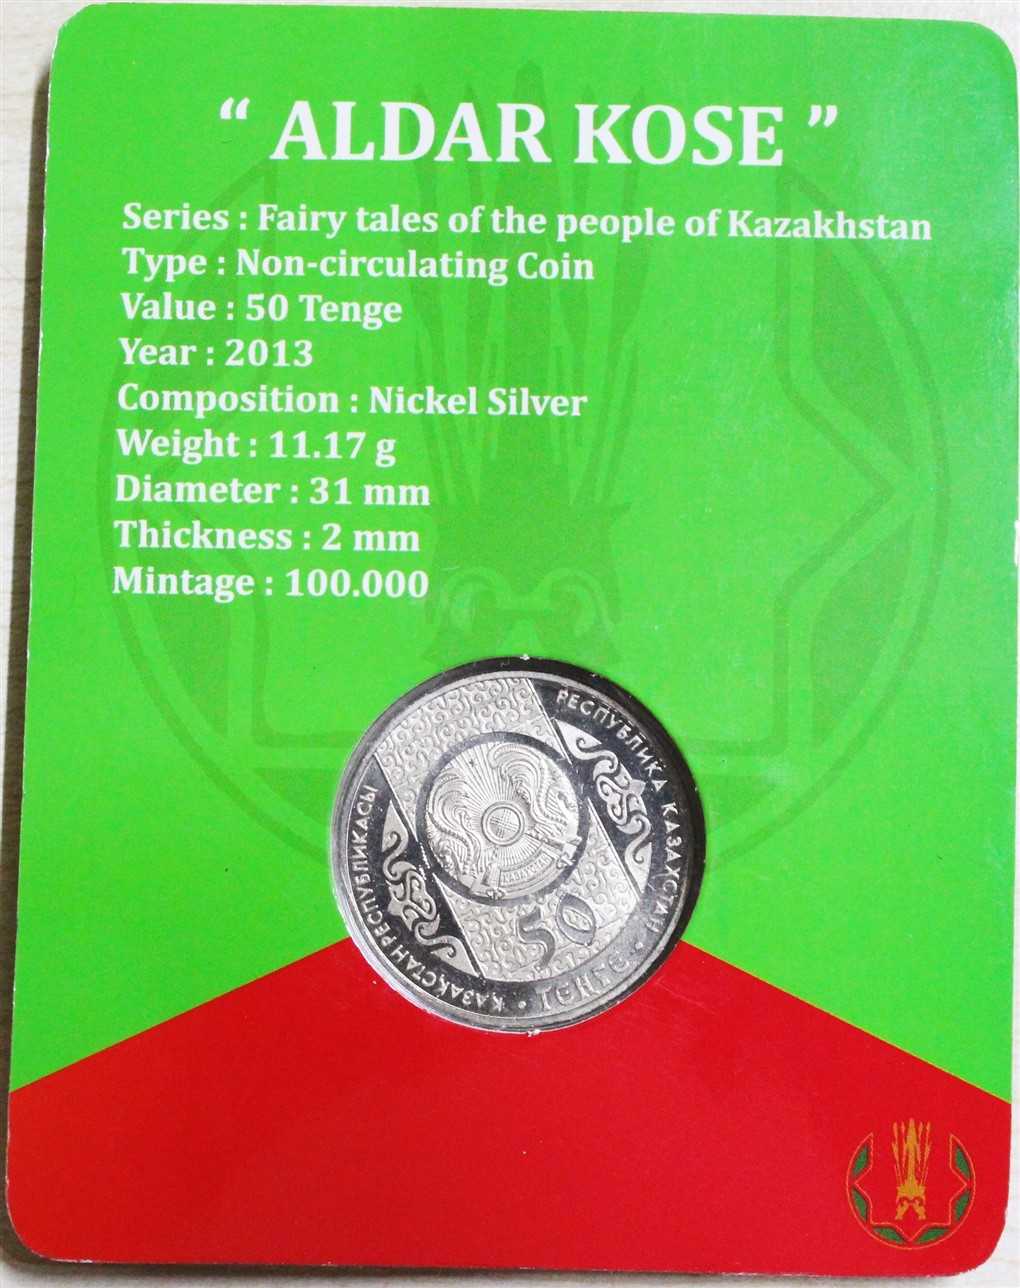 “ ALDAR KOSE ”
Series : Fairy tales of the people of Kazakhstan
Type : Non-circulating Coin
Value : 50 Tenge
Year : 2013
Composition : Nickel Silver
Weight : 11.17 g
Diameter : 31 mm
Thickness : 2 mm
Mintage : 100.000
РЕСПУБЛИКА КАЗАХСТАН
ҚАЗАҚСТАН РЕСПУБЛИКАСЫ
50
ТЕНГЕ